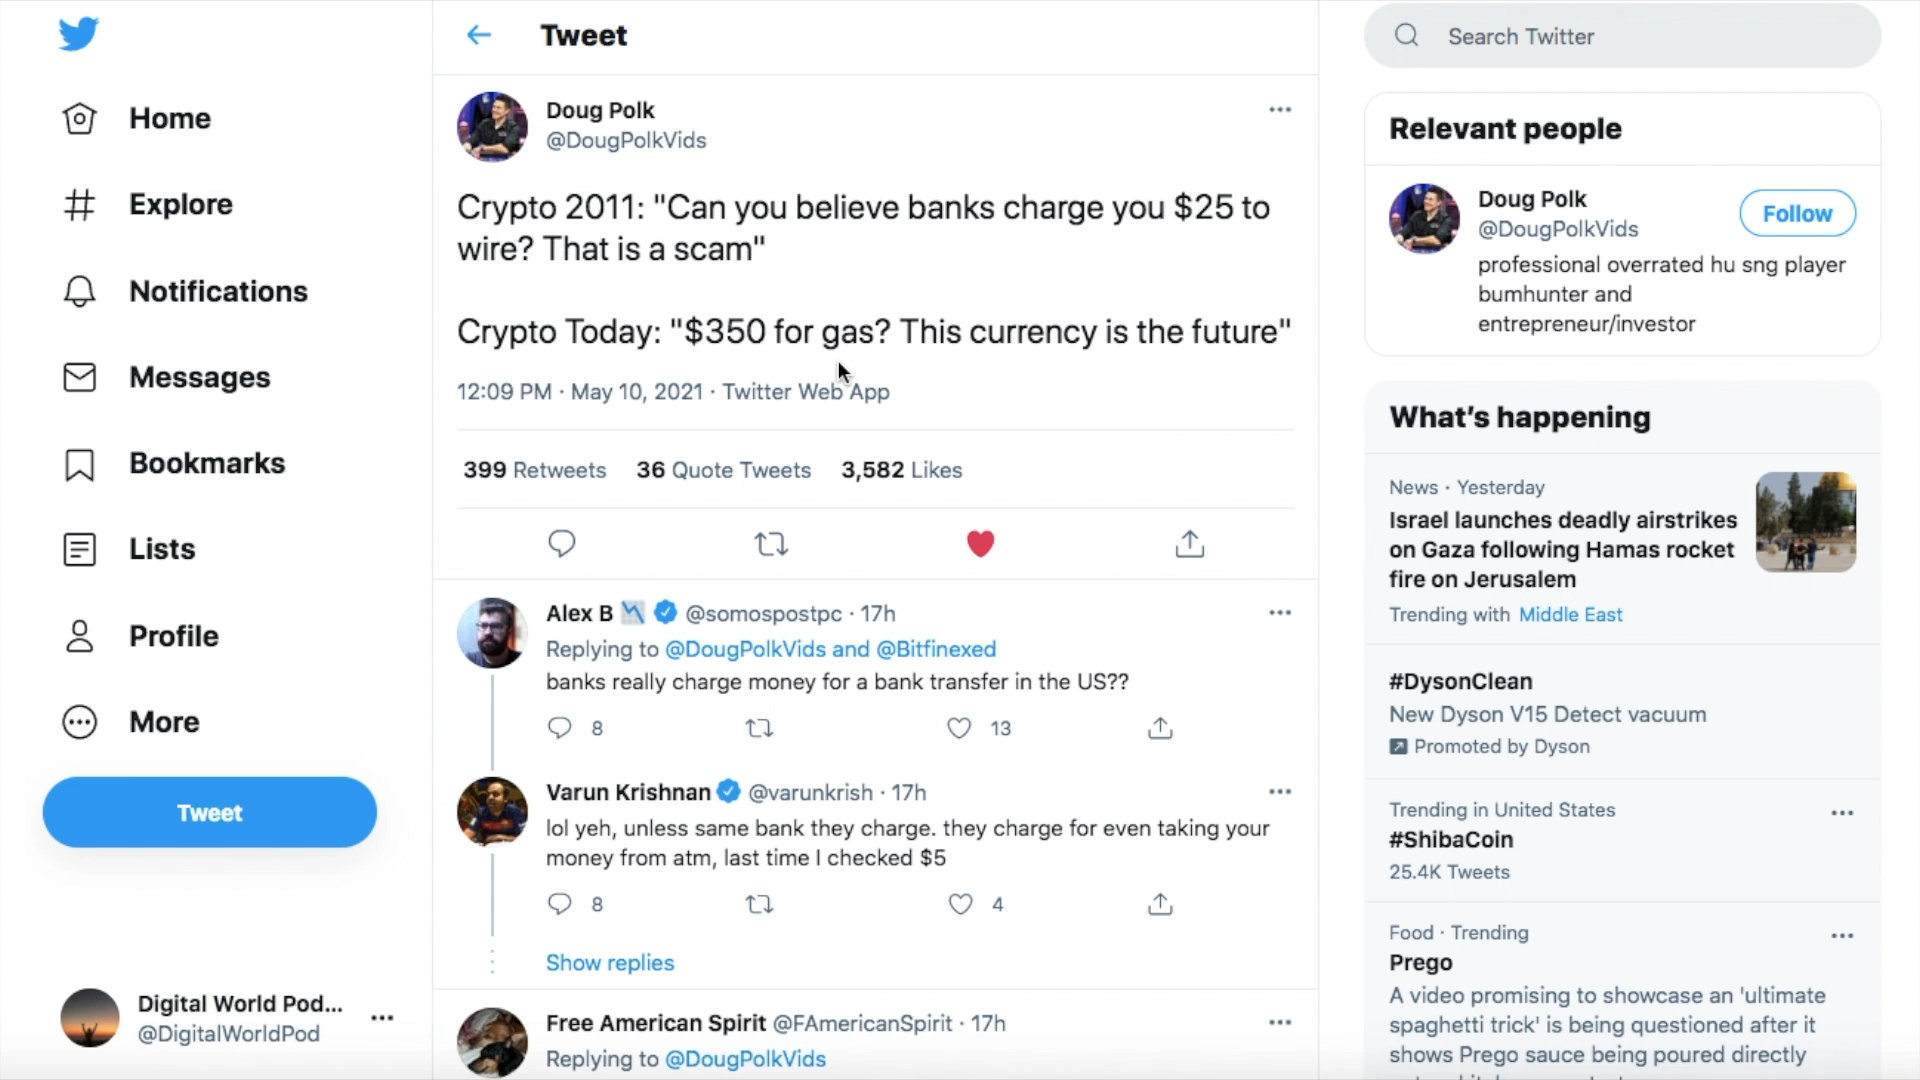 Home
Explore
Notifications
Messages
Bookmarks
Lists
Profile
More
Tweet
Digital World Pod...
@DigitalWorldPod
Tweet
Doug Polk
@DougPolkVids
Crypto 2011: "Can you believe banks charge you $25 to
wire? That is a scam"
Crypto Today: "$350 for gas? This currency is the future"
12:09 PM · May 10, 2021 · Twitter Web App
399 Retweets 36 Quote Tweets 3,582 Likes
Alex B @somospostpc · 17h
Replying to @DougPolkVids and @Bitfinexed
banks really charge money for a bank transfer in the US??
8 13
Varun Krishnan @varunkrish · 17h
lol yeh, unless same bank they charge. they charge for even taking your
money from atm, last time I checked $5
8 4
Show replies
Free American Spirit @FAmericanSpirit · 17h
Replying to @DougPolkVids
Search Twitter
Relevant people
Doug Polk
@DougPolkVids
Follow
professional overrated hu sng player
bumhunter and
entrepreneur/investor
What's happening
News · Yesterday
Israel launches deadly airstrikes
on Gaza following Hamas rocket
fire on Jerusalem
Trending with Middle East
#DysonClean
New Dyson V15 Detect vacuum
Promoted by Dyson
Trending in United States
#ShibaCoin
25.4K Tweets
Food · Trending
Prego
A video promising to showcase an 'ultimate
spaghetti trick' is being questioned after it
shows Prego sauce being poured directly